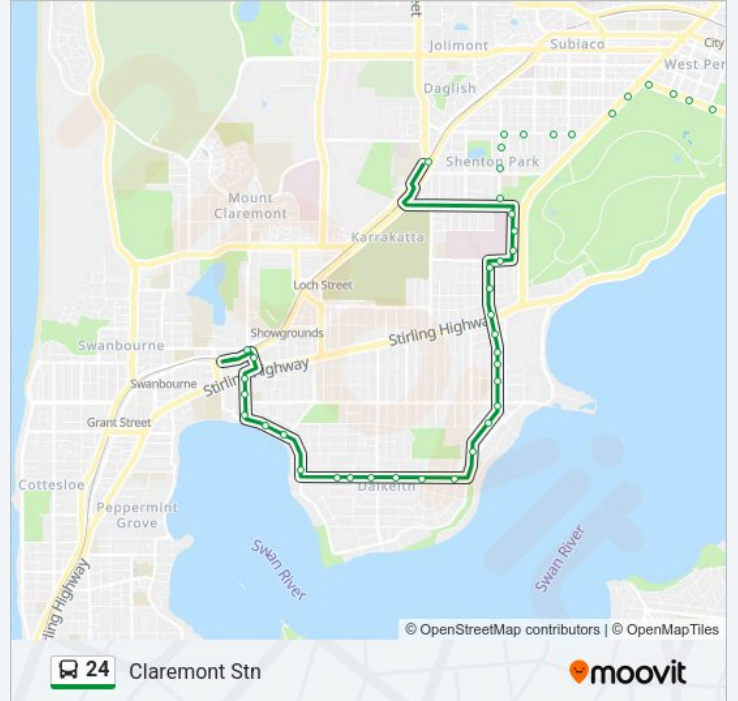 eet
Jolimont
Subiaco
City
West Per
Daglish
Shenton Park
Mount
Claremont
Karrakatta
Loch Street
Showgrounds
Stirling Highwa
Swanbourne
Stirling Highway
Swanbourne
Grant Street
Dalkeith
Cottesloe
Peppermint
Grove
Swan River
Swan River
ling Highway
© OpenStreetMap contributors | © OpenMapTiles
24 Claremont Stn
moovit